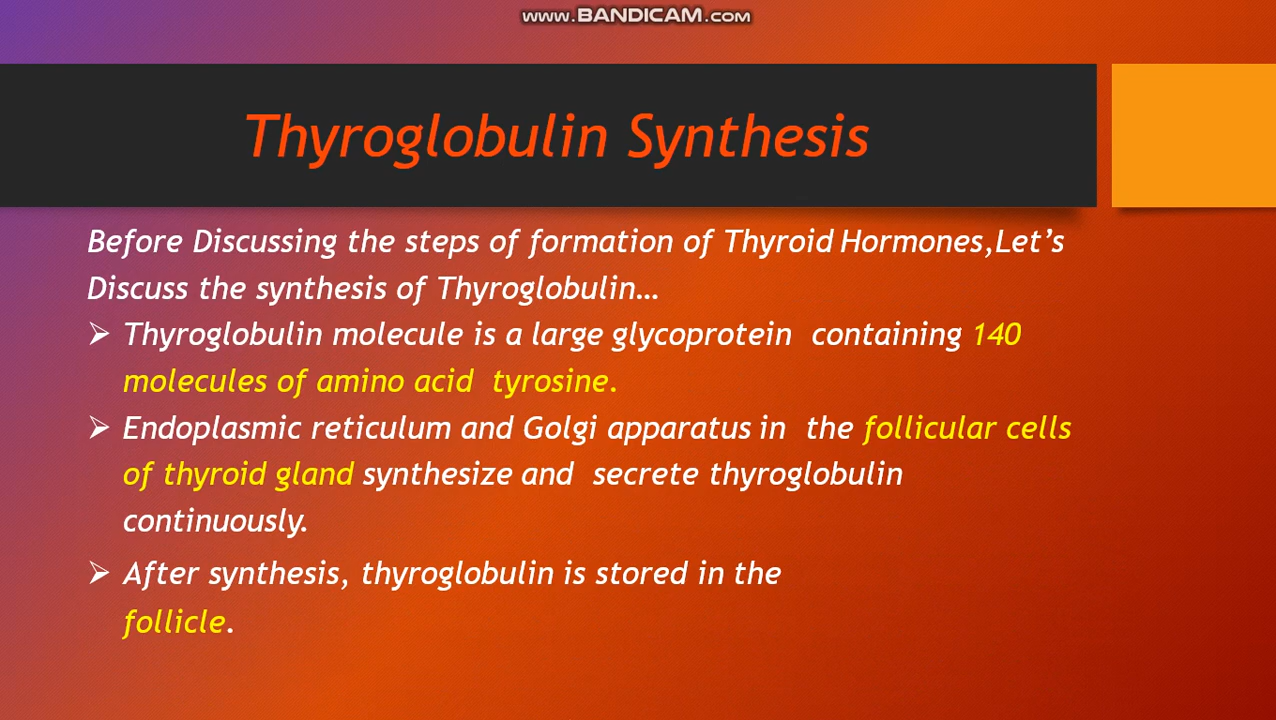 www.BANDICAM.com
Thyroglobulin Synthesis
Before Discussing the steps of formation of Thyroid Hormones,Let’s
Discuss the synthesis of Thyroglobulin…
➢ Thyroglobulin molecule is a large glycoprotein containing 140
molecules of amino acid tyrosine.
➢ Endoplasmic reticulum and Golgi apparatus in the follicular cells
of thyroid gland synthesize and secrete thyroglobulin
continuously.
➢ After synthesis, thyroglobulin is stored in the
follicle.